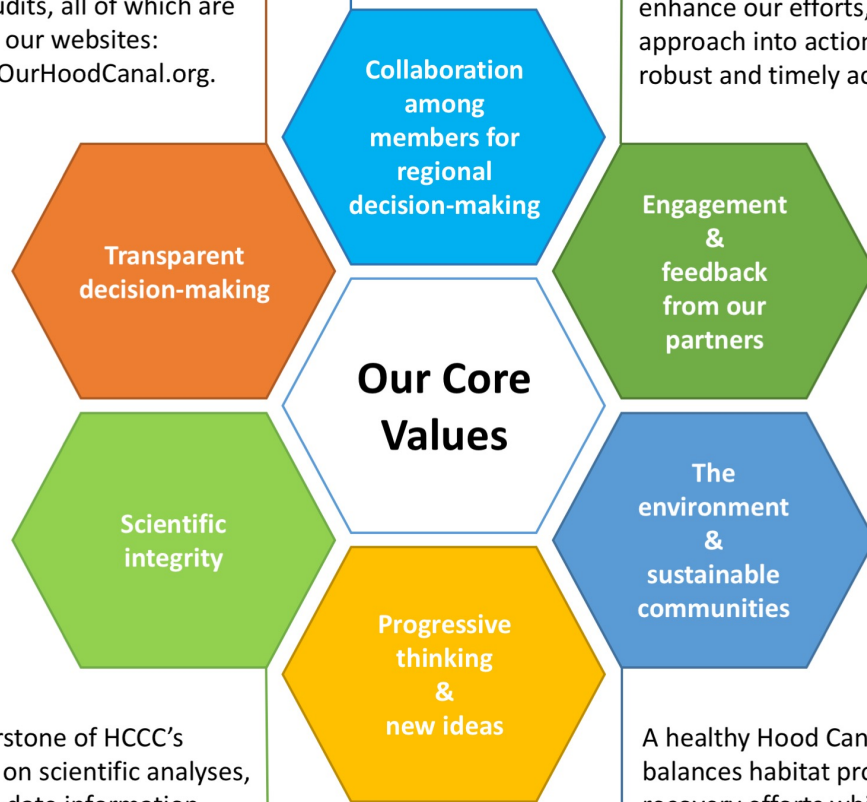 udits, all of which are
our websites:
OurHoodCanal.org.
enhance our efforts,
approach into action
robust and timely
Collaboration
among
members for
regional
decision-making
Transparent
decision-making
Engagement
&
feedback
from our
partners
Our Core
Values
Scientific
integrity
The
environment
&
sustainable
communities
Progressive
thinking
&
new ideas
rstone of HCCC’s
on scientific analyses,
A healthy Hood Can
balances habitat pro